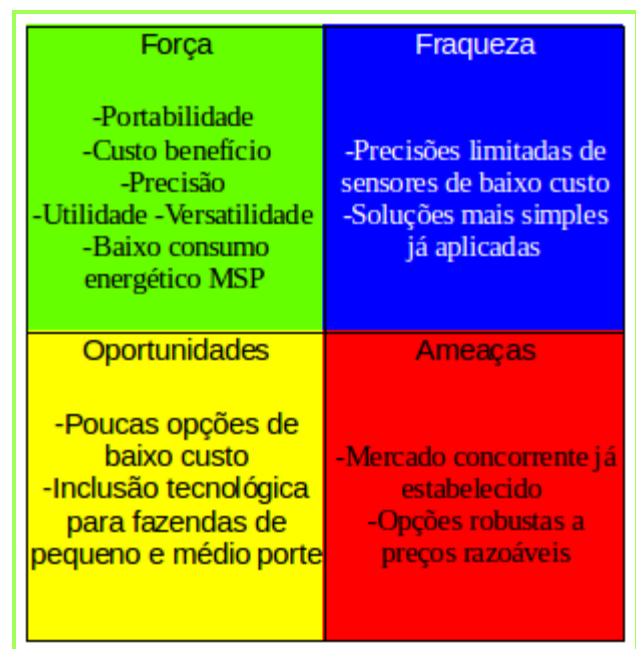 Força
-Portabilidade
-Custo benefício
-Precisão
-Utilidade -Versatilidade
-Baixo consumo
energético MSP
Fraqueza
-Precisões limitadas de
sensores de baixo custo
-Soluções mais simples
já aplicadas
Oportunidades
-Poucas opções de
baixo custo
-Inclusão tecnológica
para fazendas de
pequeno e médio porte
Ameaças
-Mercado concorrente já
estabelecido
-Opções robustas a
preços razoáveis